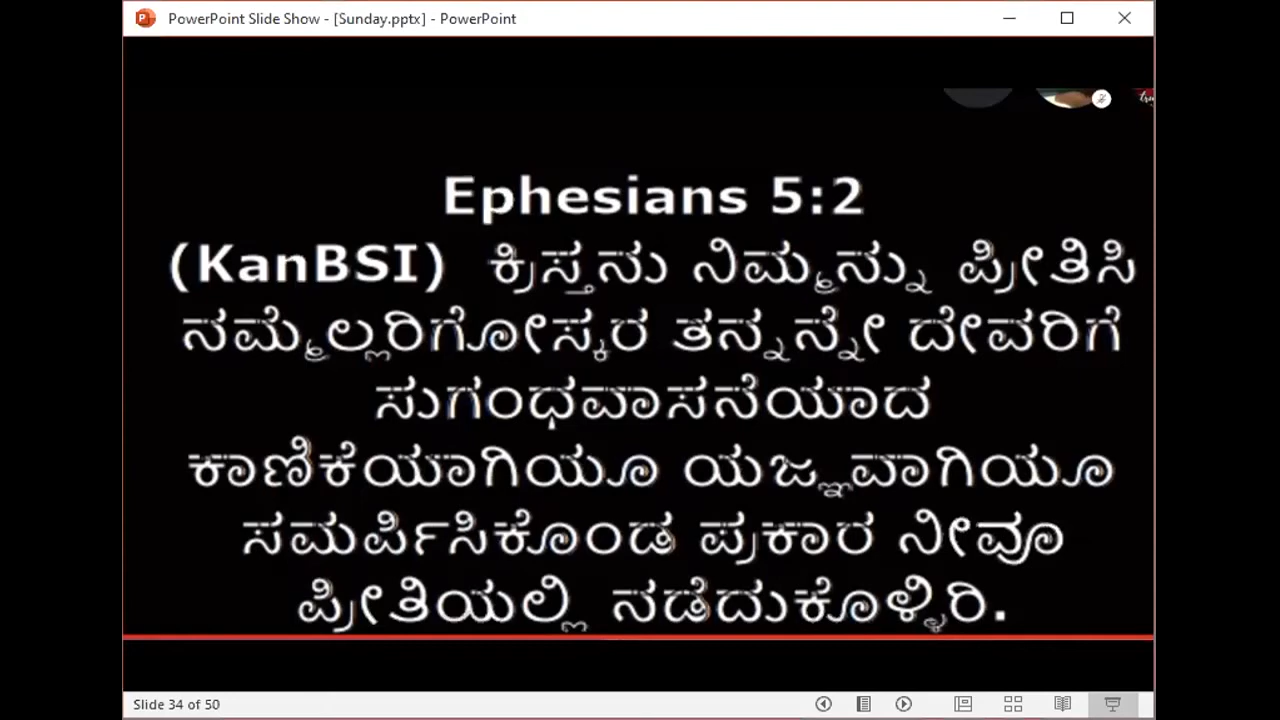 PowerPoint Slide Show - [Sunday.pptx] - PowerPoint
Ephesians 5:2
(KanBSI) ಕ್ರಿಸ್ತನು ನಿಮ್ಮನ್ನು ಪ್ರೀತಿಸಿ
ನಮ್ಮೆಲ್ಲರಿಗೋಸ್ಕರ ತನ್ನನ್ನೇ ದೇವರಿಗೆ
ಸುಗಂಧವಾಸನೆಯಾದ
ಕಾಣಿಕೆಯಾಗಿಯೂ ಯಜ್ಞವಾಗಿಯೂ
ಸಮರ್ಪಿಸಿಕೊಂಡ ಪ್ರಕಾರ ನೀವೂ
ಪ್ರೀತಿಯಲ್ಲಿ ನಡೆದುಕೊಳ್ಳಿರಿ.
Slide 34 of 50